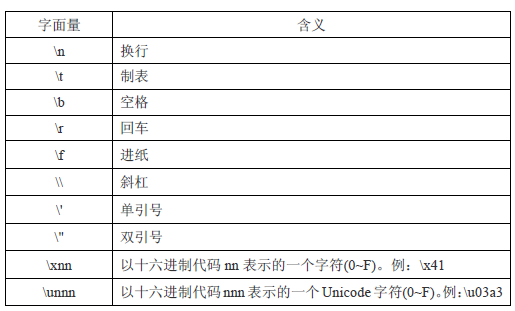 字面量 含义
\n 换行
\t 制表
\b 空格
\r 回车
\f 进纸
\\ 斜杠
\' 单引号
\" 双引号
\xnn 以十六进制代码 nn 表示的一个字符(0~F)。例：\x41
\unnn 以十六进制代码 nnn 表示的一个 Unicode 字符(0~F)。例：\u03a3